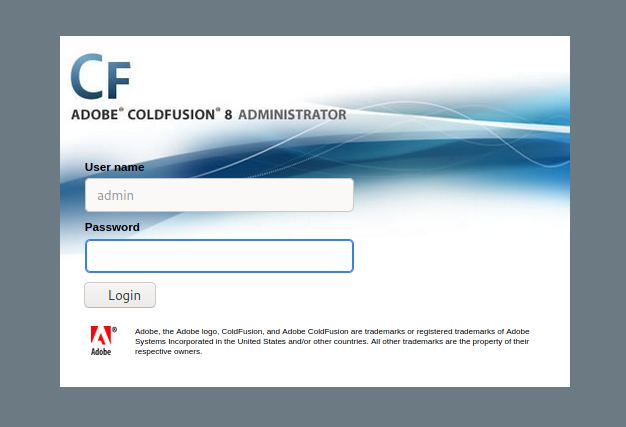 CF
ADOBE® COLDFUSION® 8 ADMINISTRATOR
User name
admin
Password
Login
Adobe
®
Adobe, the Adobe logo, ColdFusion, and Adobe ColdFusion are trademarks or registered trademarks of Adobe
Systems Incorporated in the United States and/or other countries. All other trademarks are the property of their
respective owners.